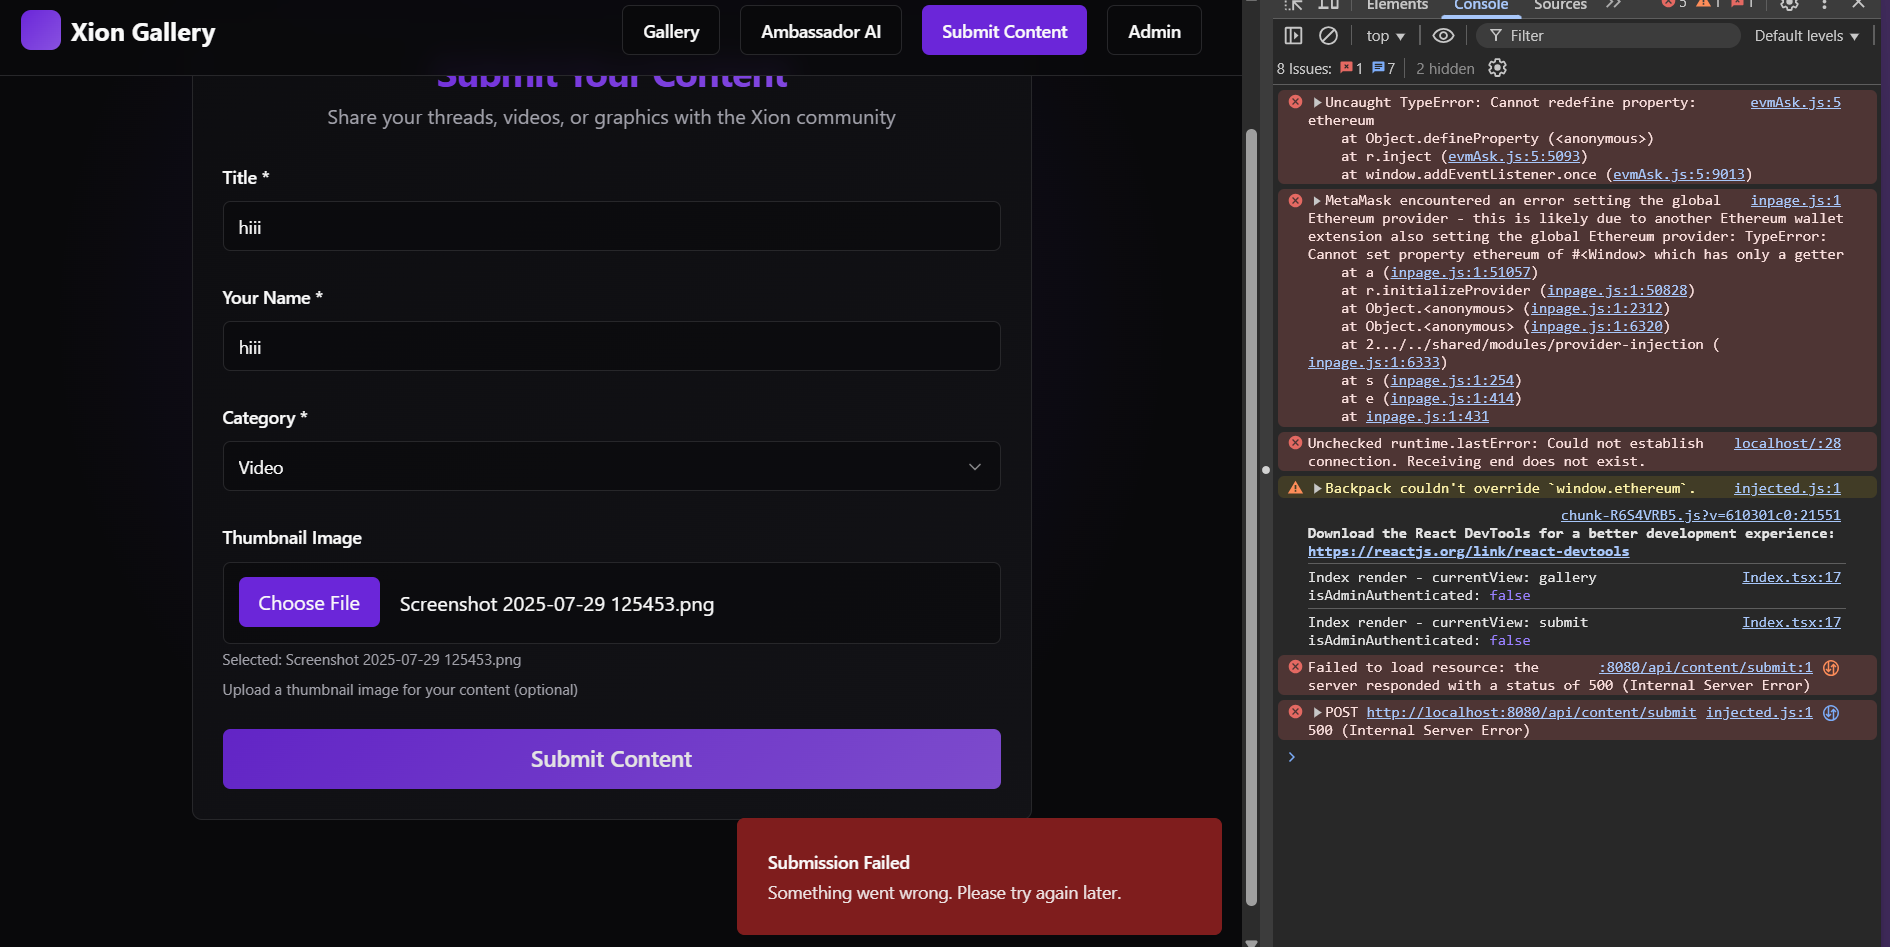 Xion Gallery
Gallery
Ambassador AI
Submit Content
Admin
Submit Your Content
Share your threads, videos, or graphics with the Xion community
Title *
hiii
Your Name *
hiii
Category *
Video
Thumbnail Image
Choose File
Screenshot 2025-07-29 125453.png
Selected: Screenshot 2025-07-29 125453.png
Upload a thumbnail image for your content (optional)
Submit Content
Submission Failed
Something went wrong. Please try again later.
Elements
Console
Sources
5
1
1
top
Filter
Default levels
8 Issues: 1 7
2 hidden
Uncaught TypeError: Cannot redefine property: evmAsk.js:5
ethereum
at Object.defineProperty (<anonymous>)
at r.inject (evmAsk.js:5:5093)
at window.addEventListener.once (evmAsk.js:5:9013)
MetaMask encountered an error setting the global inpage.js:1
Ethereum provider - this is likely due to another Ethereum wallet
extension also setting the global Ethereum provider: TypeError:
Cannot set property ethereum of #<Window> which has only a getter
at a (inpage.js:1:51057)
at r.initializeProvider (inpage.js:1:50828)
at Object.<anonymous> (inpage.js:1:2312)
at Object.<anonymous> (inpage.js:1:6320)
at 2.../../shared/modules/provider-injection (
inpage.js:1:6333)
at s (inpage.js:1:254)
at e (inpage.js:1:414)
at inpage.js:1:431
Unchecked runtime.lastError: Could not establish localhost/:28
connection. Receiving end does not exist.
Backpack couldn't override `window.ethereum`. injected.js:1
chunk-R6S4VRB5.js?v=610301c0:21551
Download the React DevTools for a better development experience:
https://reactjs.org/link/react-devtools
Index render - currentView: gallery Index.tsx:17
isAdminAuthenticated: false
Index render - currentView: submit Index.tsx:17
isAdminAuthenticated: false
Failed to load resource: the :8080/api/content/submit:1
server responded with a status of 500 (Internal Server Error)
POST http://localhost:8080/api/content/submit injected.js:1
500 (Internal Server Error)